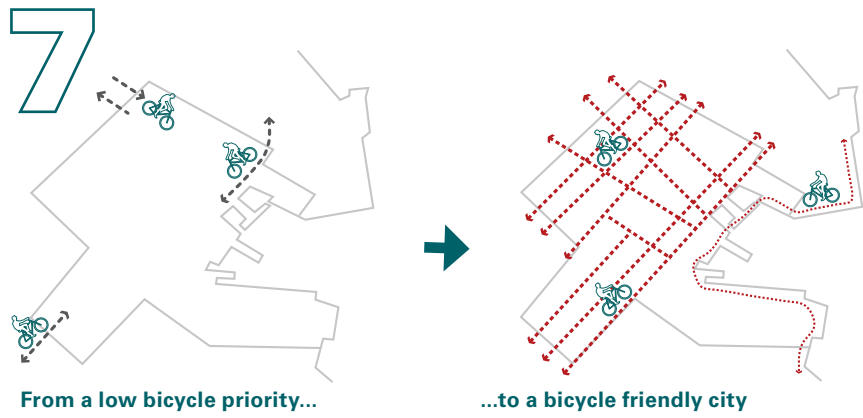 7
From a low bicycle priority...
...to a bicycle friendly city